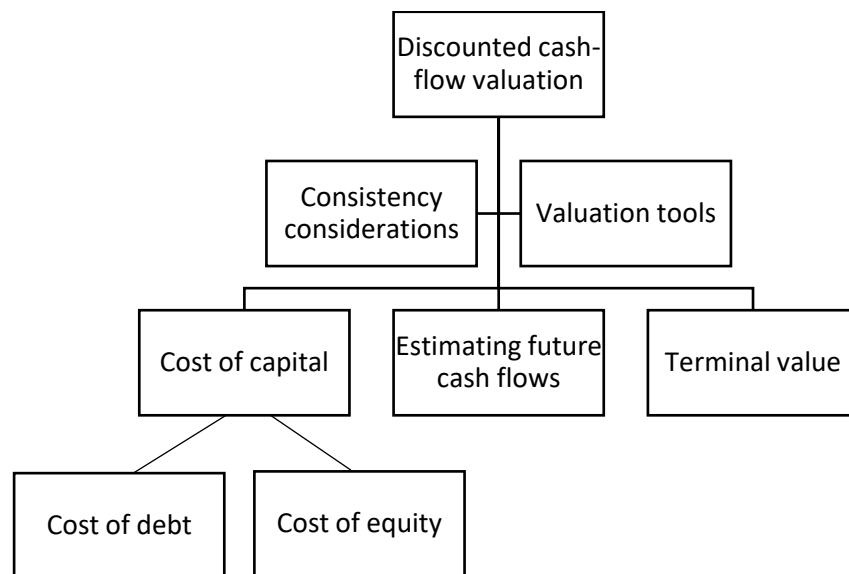 Discounted cash-
flow valuation
Consistency
considerations
Valuation tools
Cost of capital
Estimating future
cash flows
Terminal value
Cost of debt
Cost of equity